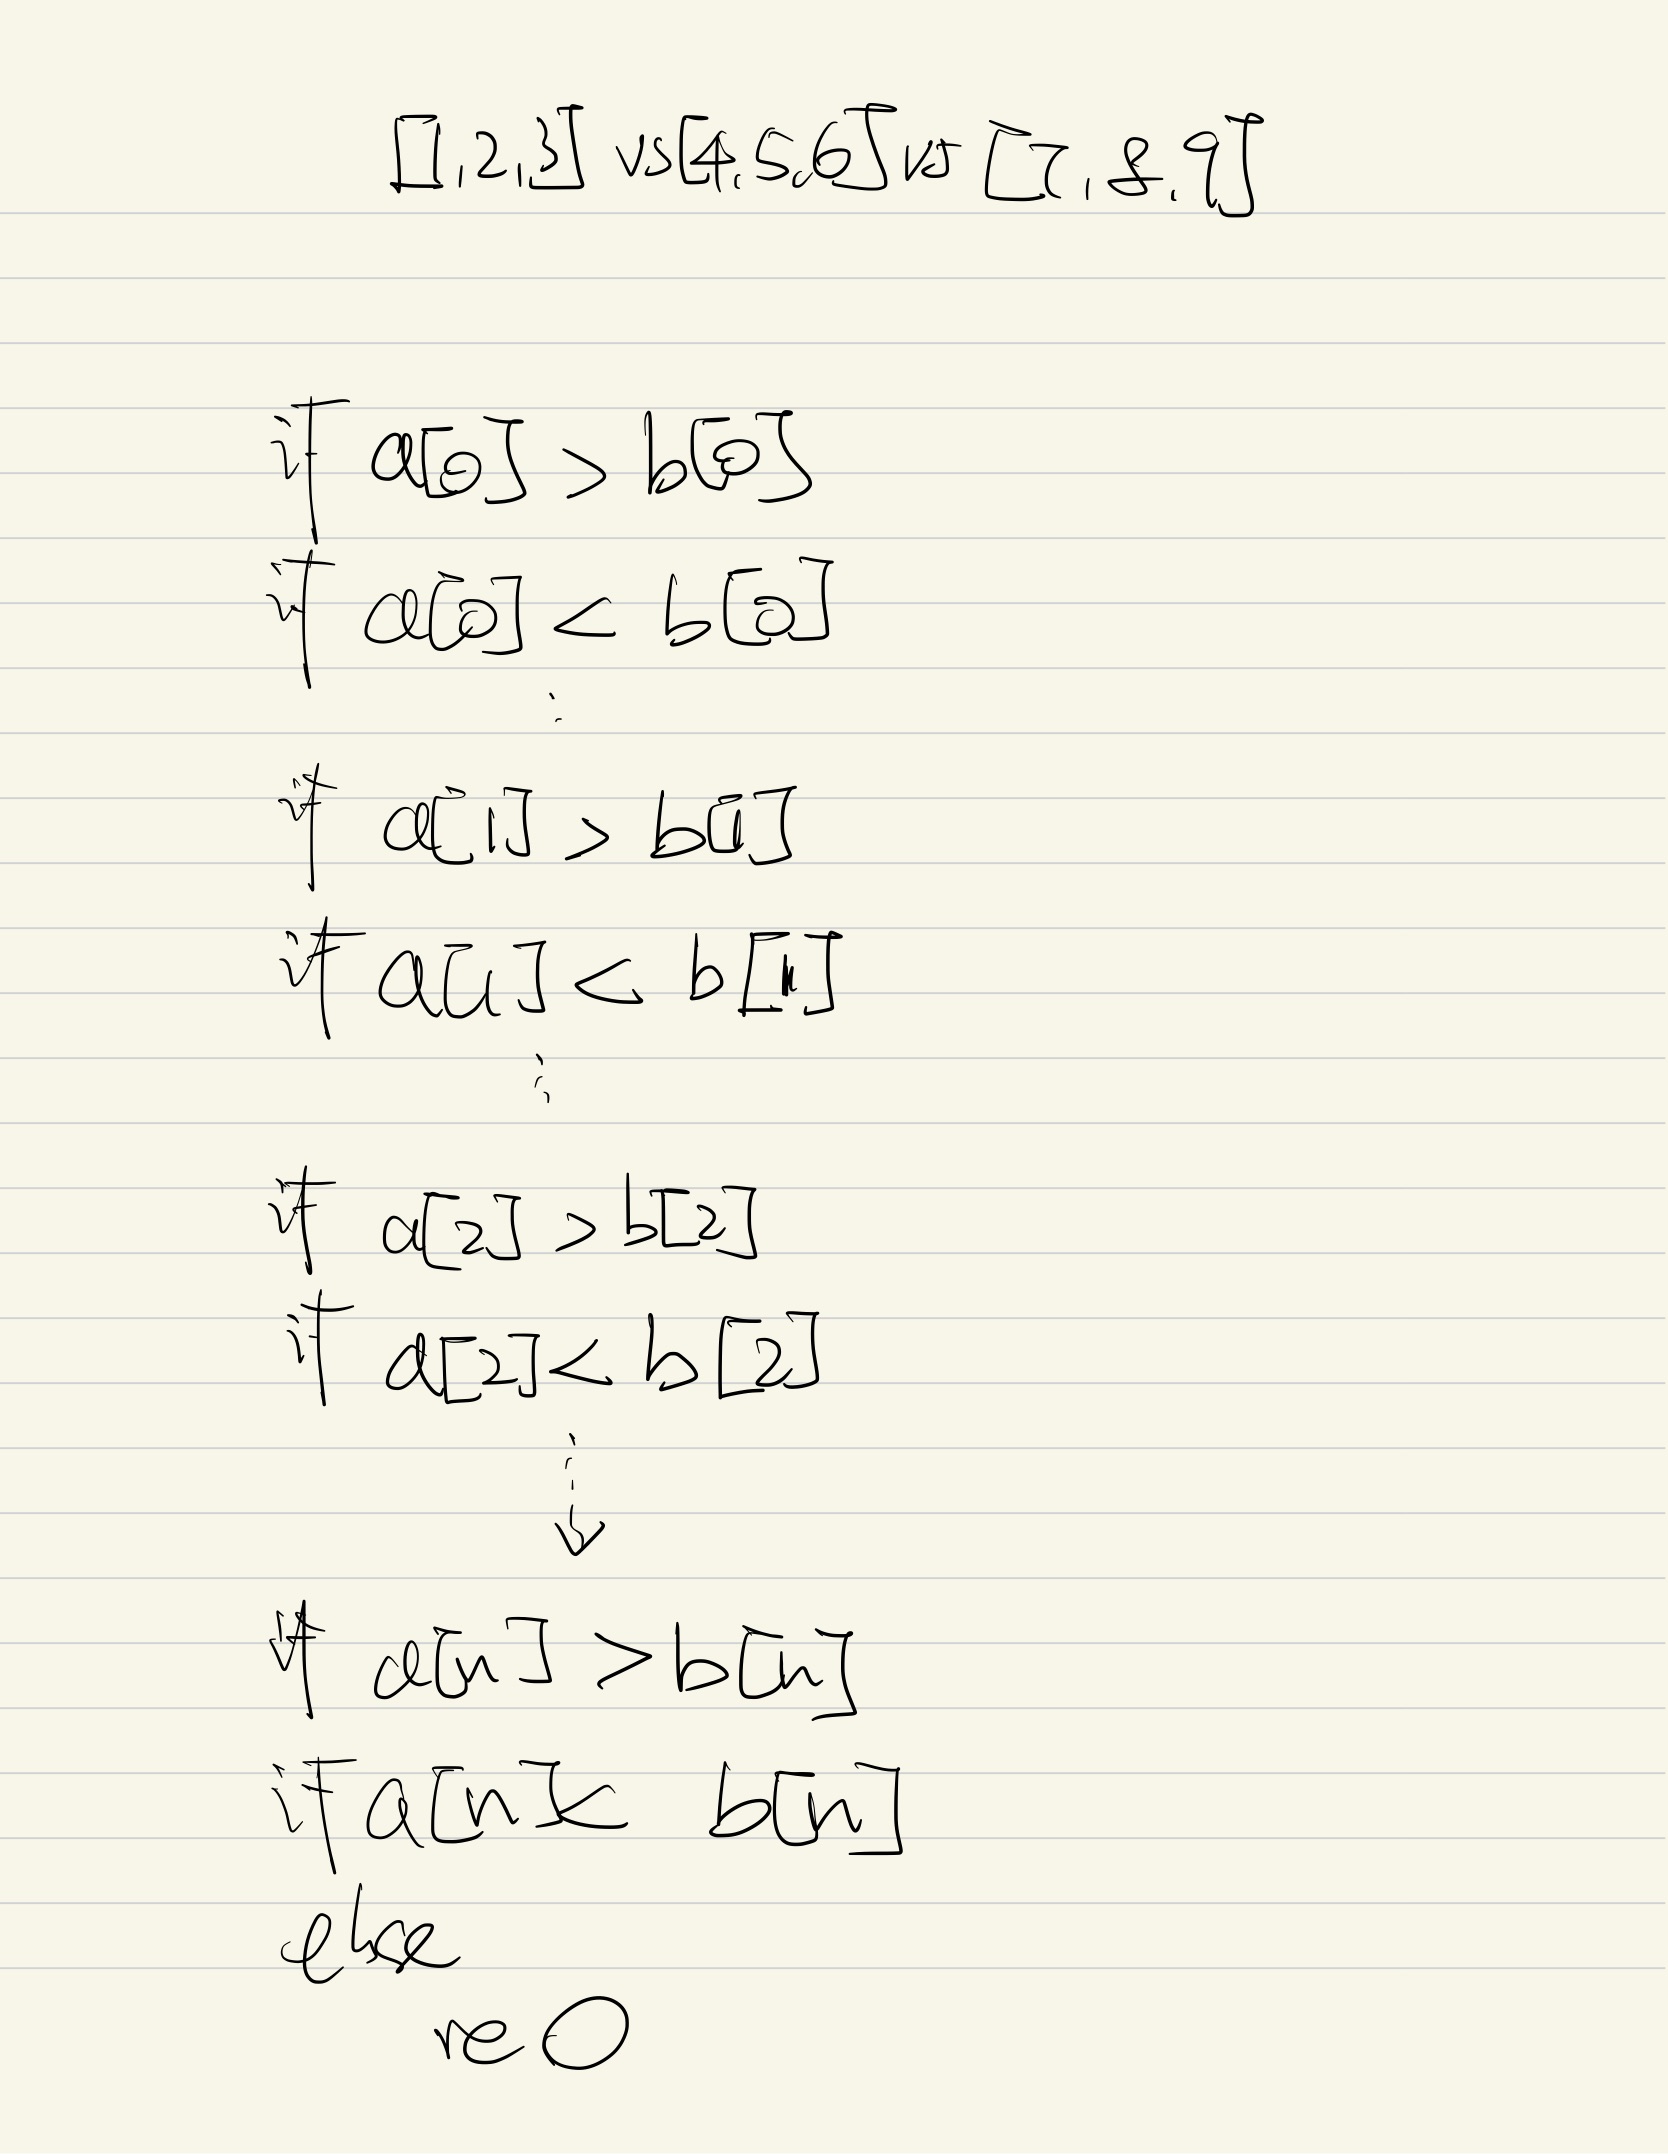 [1,2,3] vs [4,5,6] vs [7,8,9]
if a[0] > b[0]
if a[0] < b[0]
if a[1] > b[1]
if a[1] < b[1]
if a[2] > b[2]
if a[2] < b[2]
if a[n] > b[n]
if a[n] < b[n]
else
re 0